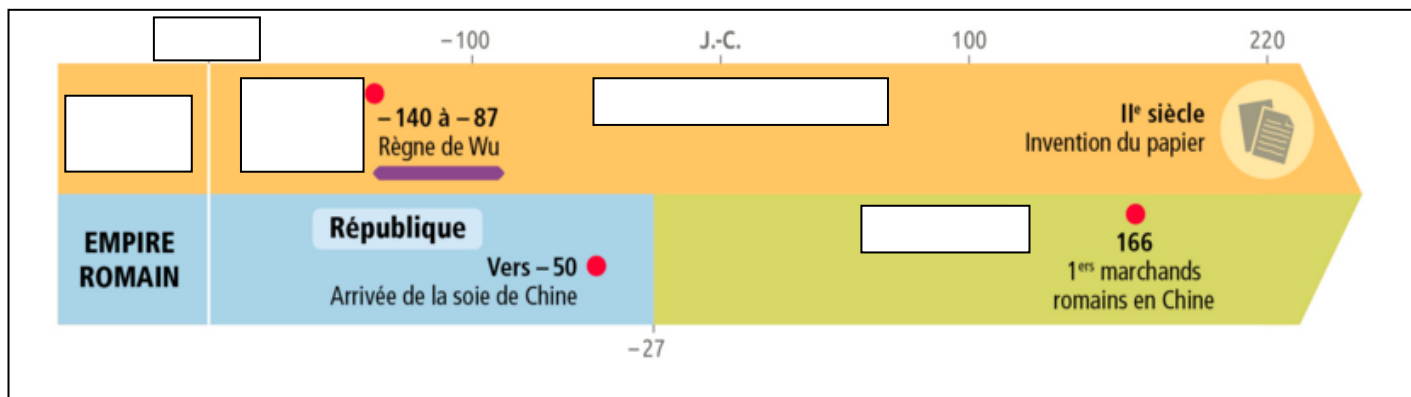 –100 J.-C. 100 220
–140 à –87
Règne de Wu
IIᵉ siècle
Invention du papier
EMPIRE
ROMAIN
République
Vers –50
Arrivée de la soie de Chine
166
1ᵉʳˢ marchands
romains en Chine
–27